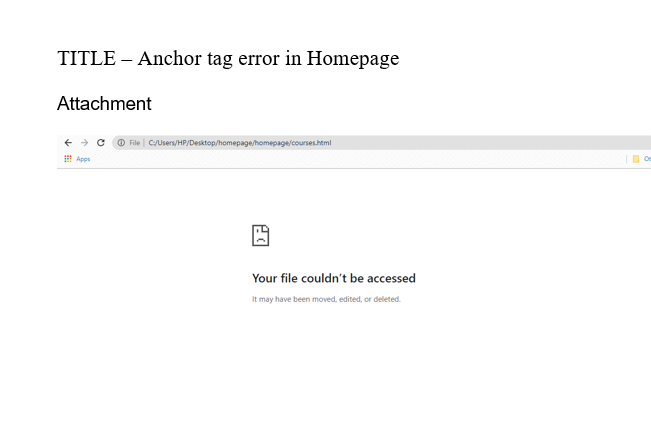 TITLE – Anchor tag error in Homepage
Attachment
File | C:/Users/HP/Desktop/homepage/homepage/courses.html
Apps
Ot
Your file couldn't be accessed
It may have been moved, edited, or deleted.